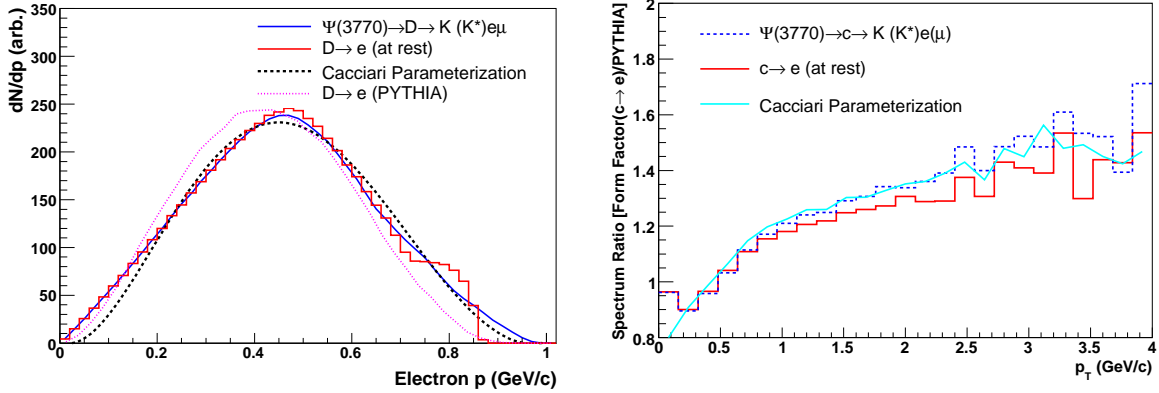 dN/dp (arb.)
350
300
250
200
150
100
50
0
0
0.2
0.4
0.6
0.8
1
Electron p (GeV/c)
Ψ(3770)→D→ K (K*)eμ
D→ e (at rest)
Cacciari Parameterization
D→ e (PYTHIA)
Spectrum Ratio [Form Factor(c→ e)/PYTHIA]
2
1.8
1.6
1.4
1.2
1
0.8
0
0.5
1
1.5
2
2.5
3
3.5
4
p_T (GeV/c)
Ψ(3770)→c→ K (K*)e(μ)
c→ e (at rest)
Cacciari Parameterization